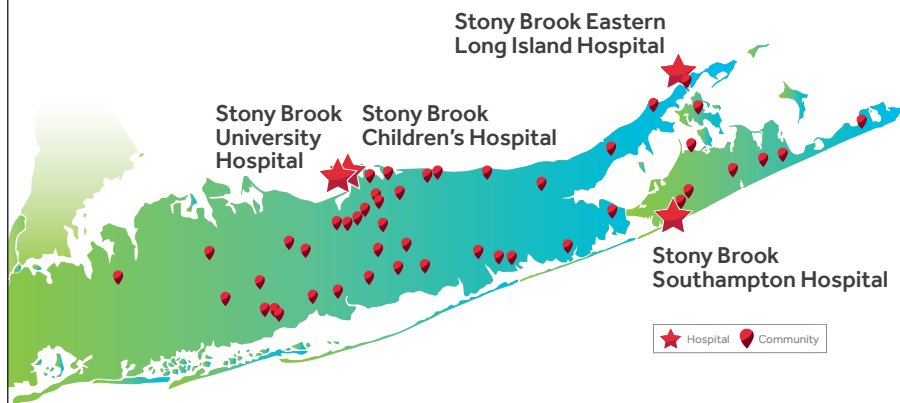 Stony Brook Eastern
Long Island Hospital
Stony Brook
University
Hospital
Stony Brook
Children's Hospital
Stony Brook
Southampton Hospital
Hospital
Community